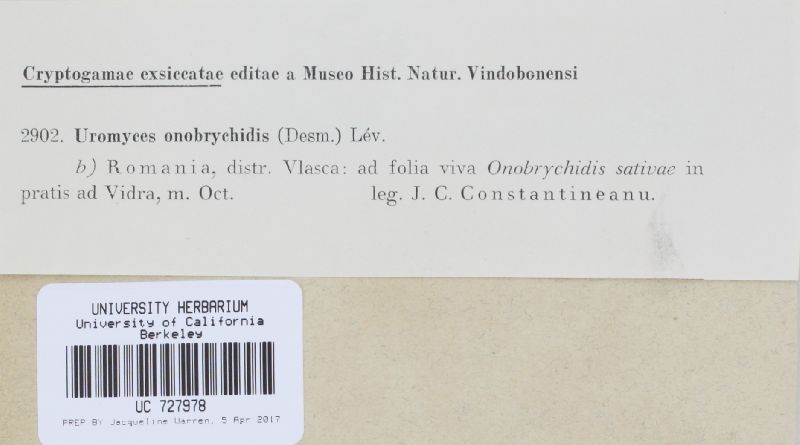 Cryptogamae exsiccatae editae a Museo Hist. Natur. Vindobonensi
2902. Uromyces onobrychidis (Desm.) Lév.
b) Romania, distr. Vlasca: ad folia viva Onobrychidis sativae in
pratis ad Vidra, m. Oct. leg. J. C. Constantineanu.
UNIVERSITY HERBARIUM
University of California
Berkeley
UC 727978
PREP BY Jacqueline Warren, 5 Apr 2017